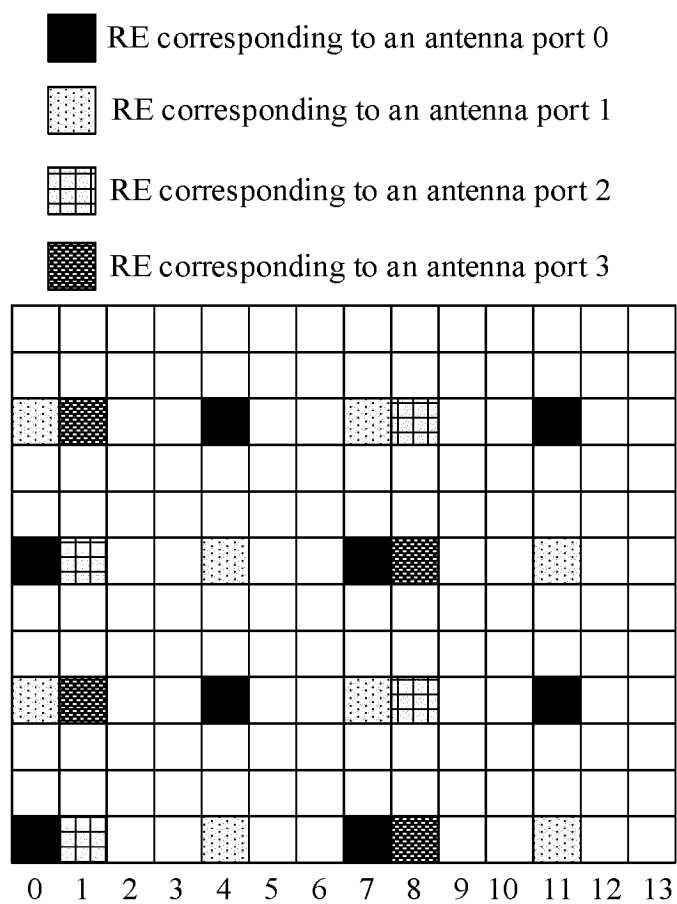 RE corresponding to an antenna port 0
RE corresponding to an antenna port 1
RE corresponding to an antenna port 2
RE corresponding to an antenna port 3
0 1 2 3 4 5 6 7 8 9 10 11 12 13